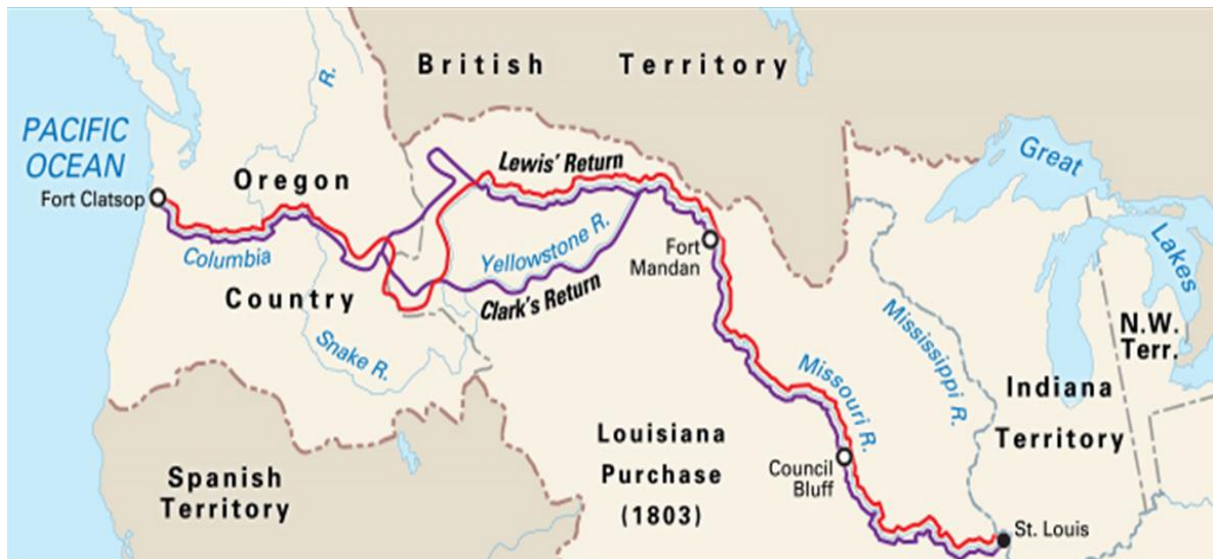 British Territory
R.
PACIFIC
OCEAN
Great
Lakes
Lewis' Return
Oregon
Fort Clatsop
Yellowstone R.
Fort
Mandan
Columbia
Country
Clark's Return
Snake R.
Mississippi R.
N.W.
Terr.
Missouri R.
Indiana
Territory
Louisiana
Purchase
(1803)
Council
Bluff
Spanish
Territory
St. Louis